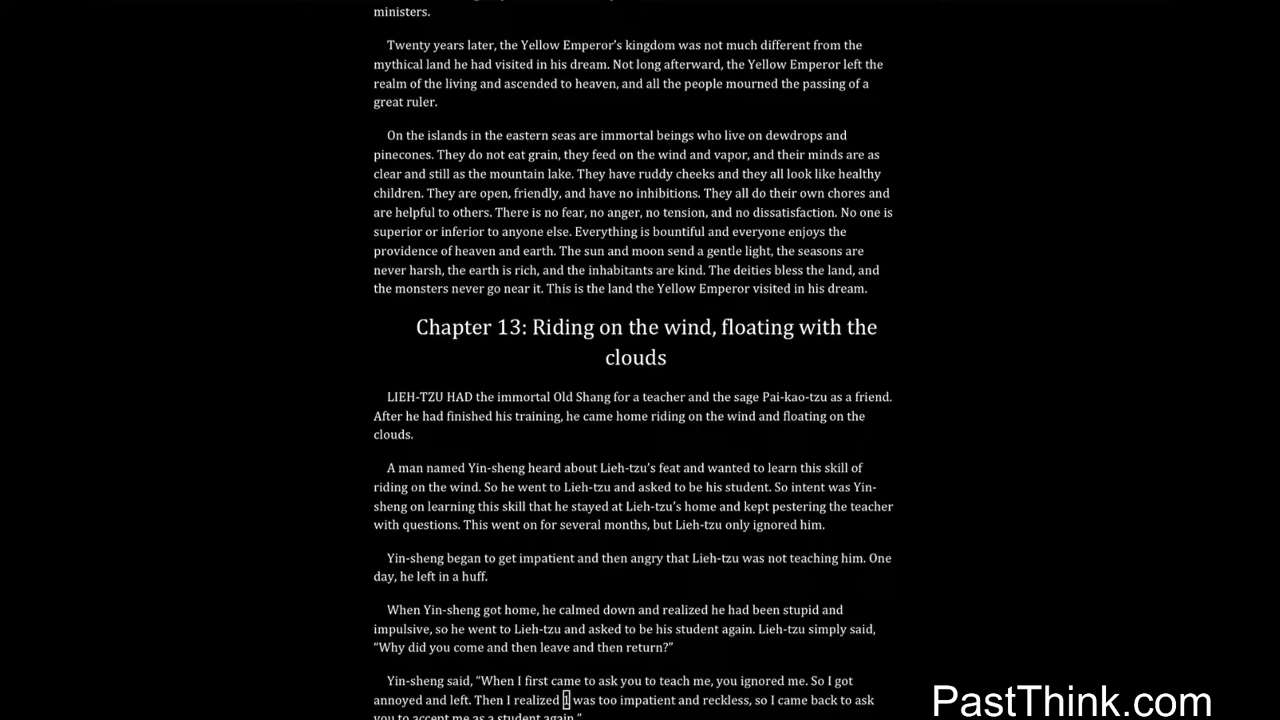 ministers.
Twenty years later, the Yellow Emperor’s kingdom was not much different from the
mythical land he had visited in his dream. Not long afterward, the Yellow Emperor left the
realm of the living and ascended to heaven, and all the people mourned the passing of a
great ruler.
On the islands in the eastern seas are immortal beings who live on dewdrops and
pinecones. They do not eat grain, they feed on the wind and vapor, and their minds are as
clear and still as the mountain lake. They have ruddy cheeks and they all look like healthy
children. They are open, friendly, and have no inhibitions. They all do their own chores and
are helpful to others. There is no fear, no anger, no tension, and no dissatisfaction. No one is
superior or inferior to anyone else. Everything is bountiful and everyone enjoys the
providence of heaven and earth. The sun and moon send a gentle light, the seasons are
never harsh, the earth is rich, and the inhabitants are kind. The deities bless the land, and
the monsters never go near it. This is the land the Yellow Emperor visited in his dream.
Chapter 13: Riding on the wind, floating with the
clouds
LIEH-TZU HAD the immortal Old Shang for a teacher and the sage Pai-kao-tzu as a friend.
After he had finished his training, he came home riding on the wind and floating on the
clouds.
A man named Yin-sheng heard about Lieh-tzu’s feat and wanted to learn this skill of
riding on the wind. So he went to Lieh-tzu and asked to be his student. So intent was Yin-
sheng on learning this skill that he stayed at Lieh-tzu’s home and kept pestering the teacher
with questions. This went on for several months, but Lieh-tzu only ignored him.
Yin-sheng began to get impatient and then angry that Lieh-tzu was not teaching him. One
day, he left in a huff.
When Yin-sheng got home, he calmed down and realized he had been stupid and
impulsive, so he went to Lieh-tzu and asked to be his student again. Lieh-tzu simply said,
“Why did you come and then leave and then return?”
Yin-sheng said, “When I first came to ask you to teach me, you ignored me. So I got
annoyed and left. Then I realized 1 was too impatient and reckless, so I came back to ask
you to accept me as a student again.”
PastThink.com